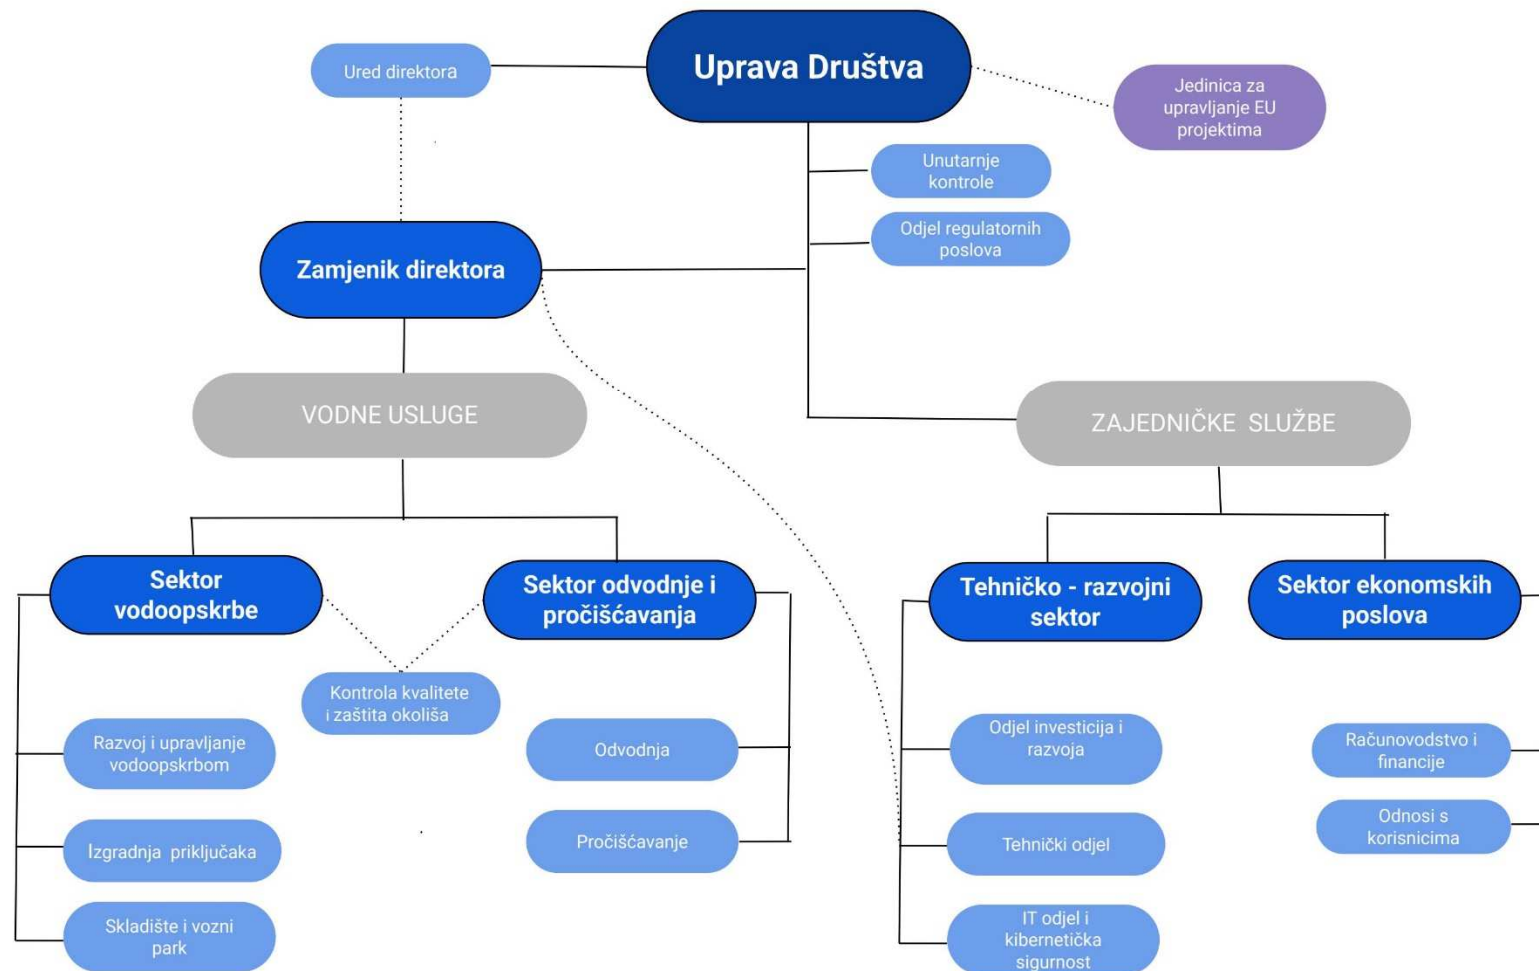 Uprava Društva
Ured direktora
Jedinica za
upravljanje EU
projektima
Unutarnje
kontrole
Odjel regulatornih
poslova
Zamjenik direktora
VODNE USLUGE
ZAJEDNIČKE SLUŽBE
Sektor
vodoopskrbe
Sektor odvodnje i
pročišćavanja
Tehničko - razvojni
sektor
Sektor ekonomskih
poslova
Kontrola kvalitete
i zaštita okoliša
Razvoj i upravljanje
vodoopskrbom
Odvodnja
Odjel investicija i
razvoja
Računovodstvo i
financije
Izgradnja priključaka
Pročišćavanje
Tehnički odjel
Odnosi s
korisnicima
Skladište i vozni
park
IT odjel i
kibernetička
sigurnost